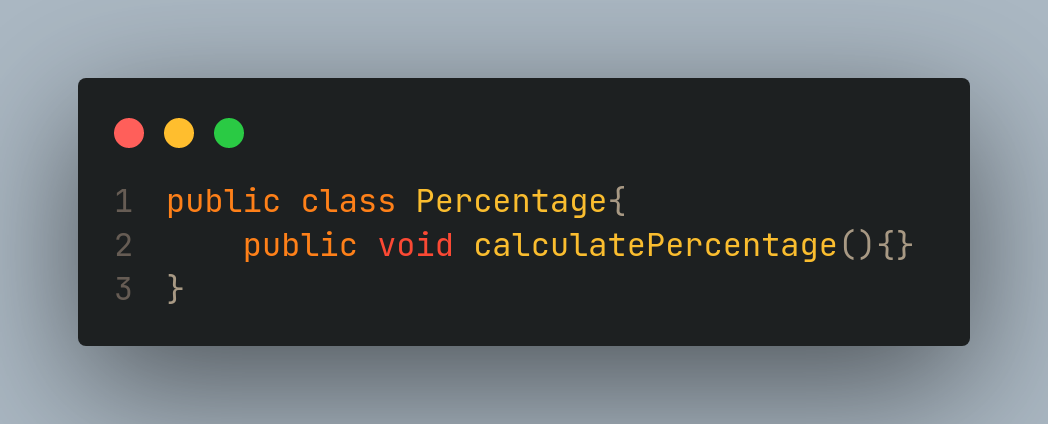 1 public class Percentage{
2     public void calculatePercentage(){}
3 }